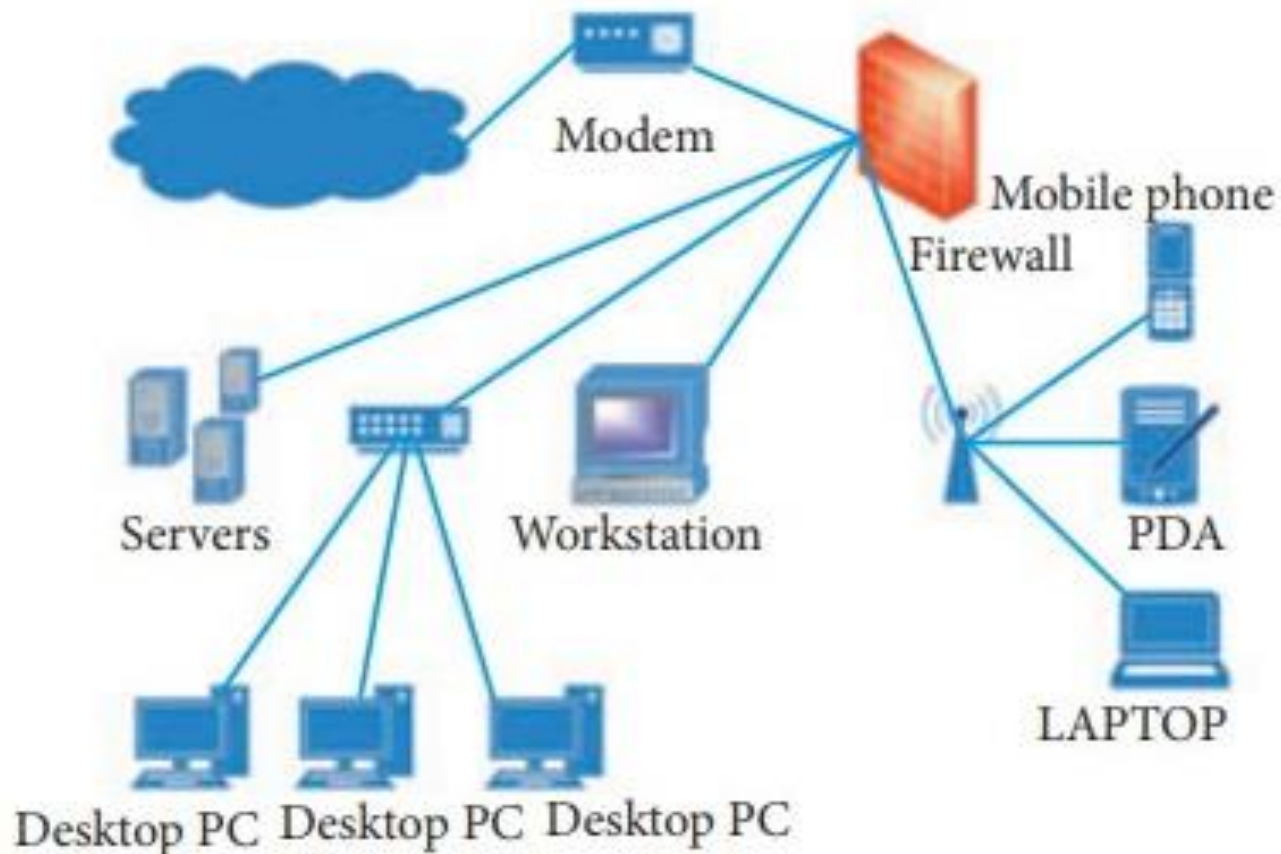 Modem
Mobile phone
Firewall
Servers
Workstation
PDA
LAPTOP
Desktop PC
Desktop PC
Desktop PC